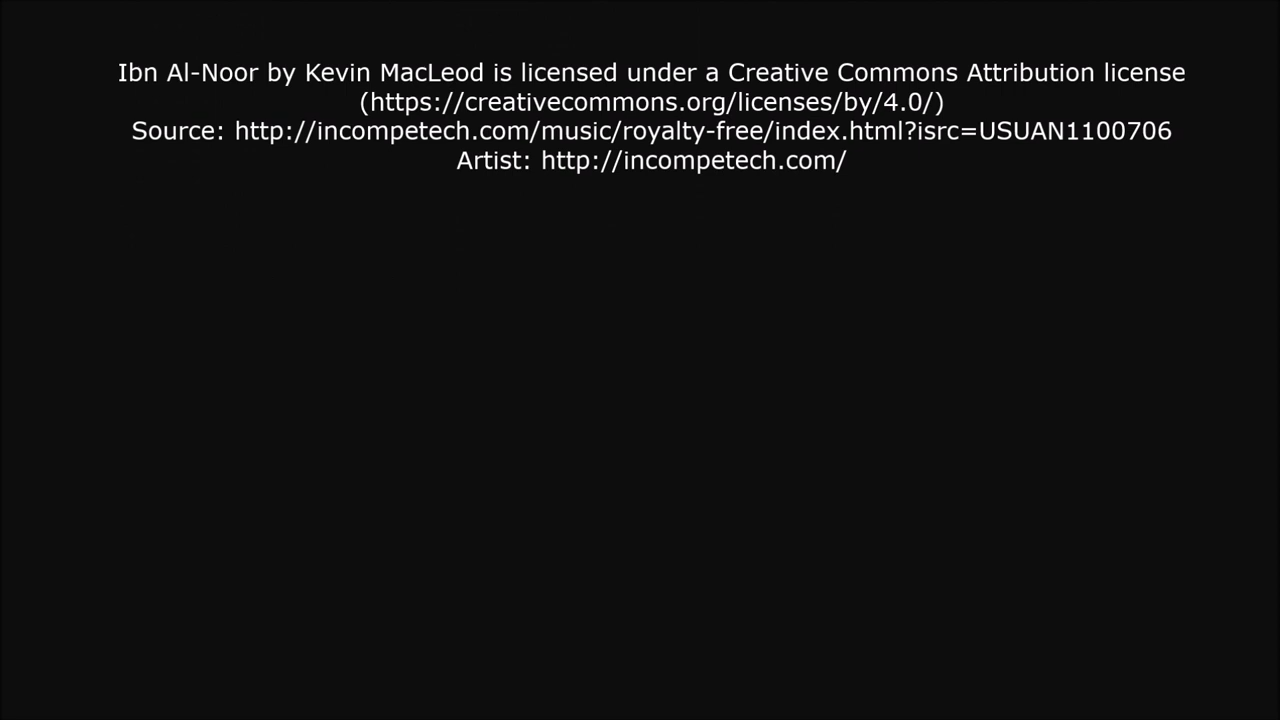 Ibn Al-Noor by Kevin MacLeod is licensed under a Creative Commons Attribution license
(https://creativecommons.org/licenses/by/4.0/)
Source: http://incompetech.com/music/royalty-free/index.html?isrc=USUAN1100706
Artist: http://incompetech.com/